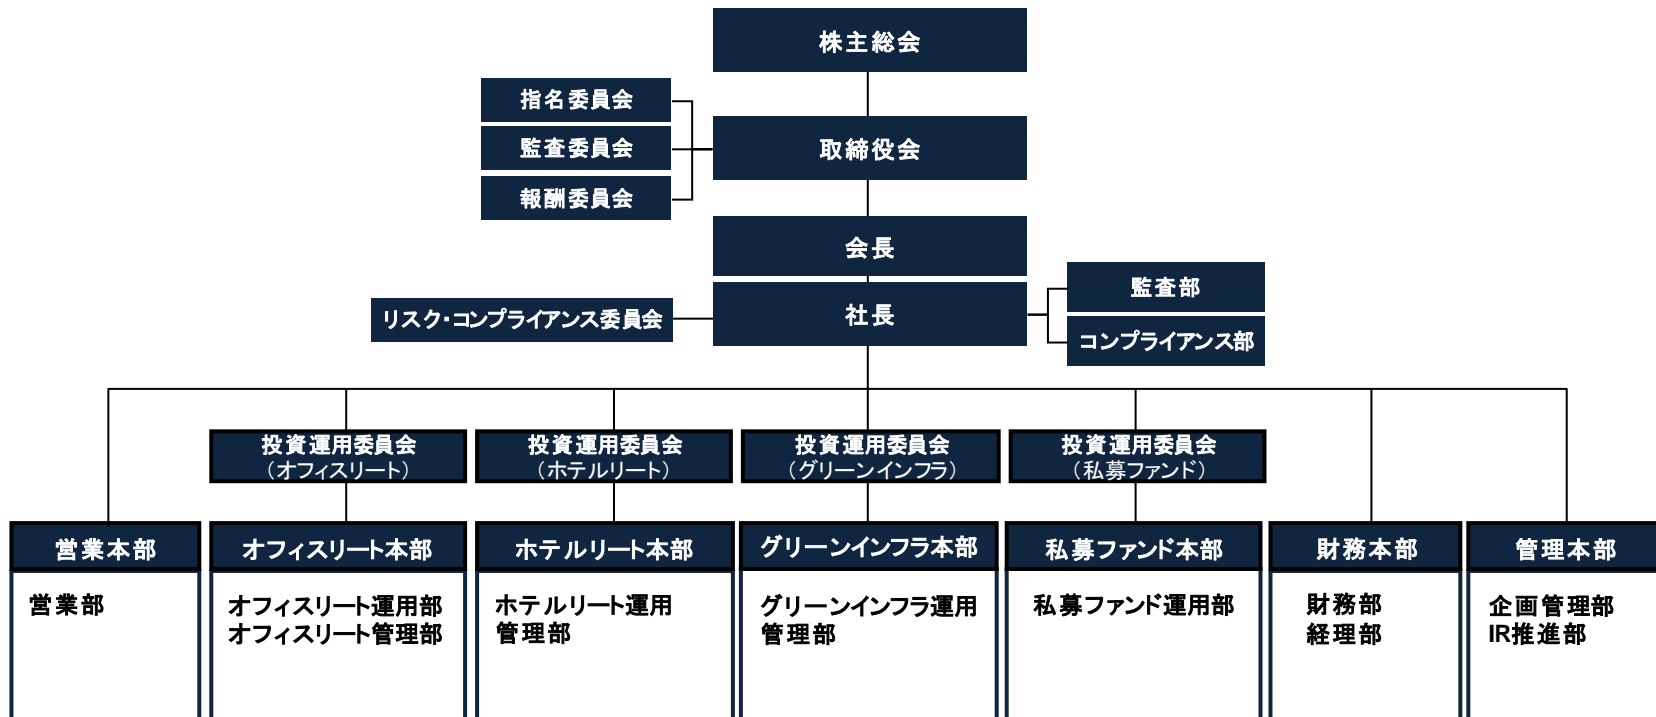 株主総会
指名委員会
監査委員会
報酬委員会
取締役会
会長
社長
リスク・コンプライアンス委員会
監査部
コンプライアンス部
投資運用委員会
（オフィスリート）
投資運用委員会
（ホテルリート）
投資運用委員会
（グリーンインフラ）
投資運用委員会
（私募ファンド）
営業本部
営業部
オフィスリート本部
オフィスリート運用部
オフィスリート管理部
ホテルリート本部
ホテルリート運用
管理部
グリーンインフラ本部
グリーンインフラ運用
管理部
私募ファンド本部
私募ファンド運用部
財務本部
財務部
経理部
管理本部
企画管理部
IR推進部